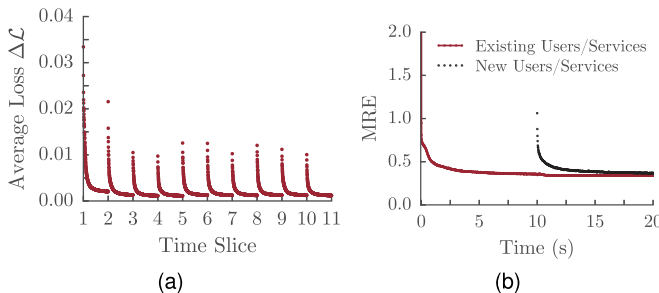 0.04
0.03
0.02
0.01
0.00
Average Loss Δℒ
1 2 3 4 5 6 7 8 9 10 11
Time Slice
(a)
2.0
1.5
1.0
0.5
0.0
MRE
Existing Users/Services
New Users/Services
0 5 10 15 20
Time (s)
(b)